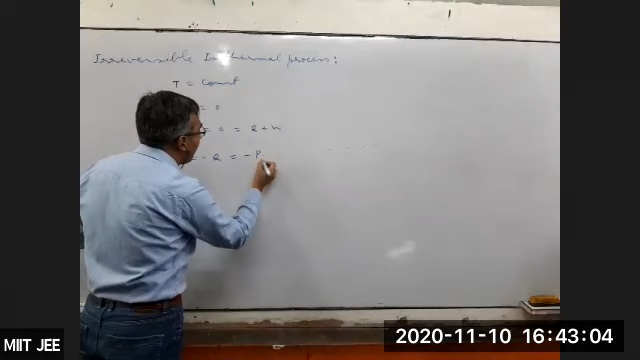 Irreversible Isothermal process:
T = Const
= 0
= 0 = Q + W
= - Q = - P
MIIT JEE
2020-11-10 16:43:04